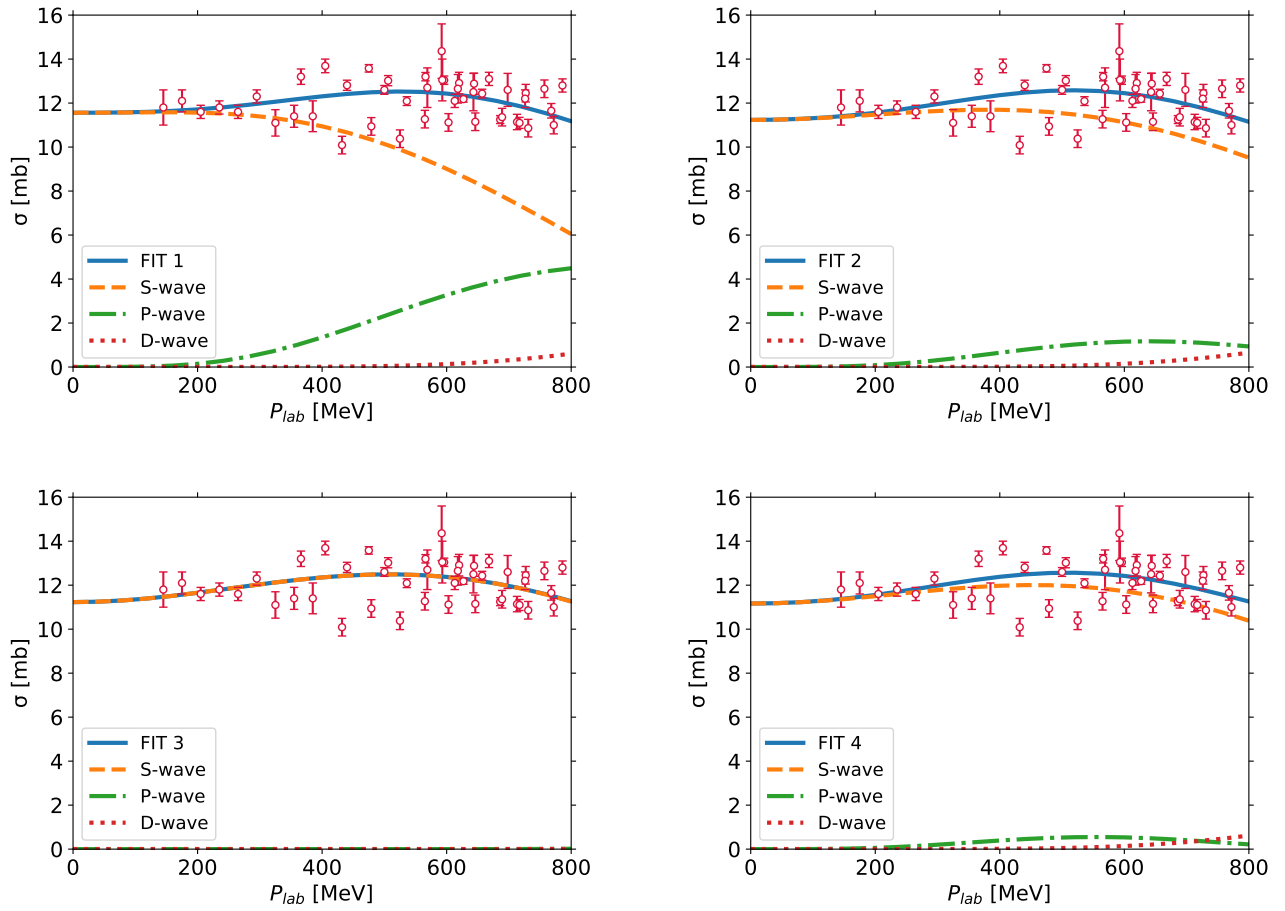 16
14
12
10
8
6
4
2
0
σ [mb]
FIT 1
S-wave
P-wave
D-wave
0 200 400 600 800
P_lab [MeV]
16
14
12
10
8
6
4
2
0
σ [mb]
FIT 2
S-wave
P-wave
D-wave
0 200 400 600 800
P_lab [MeV]
16
14
12
10
8
6
4
2
0
σ [mb]
FIT 3
S-wave
P-wave
D-wave
0 200 400 600 800
P_lab [MeV]
16
14
12
10
8
6
4
2
0
σ [mb]
FIT 4
S-wave
P-wave
D-wave
0 200 400 600 800
P_lab [MeV]